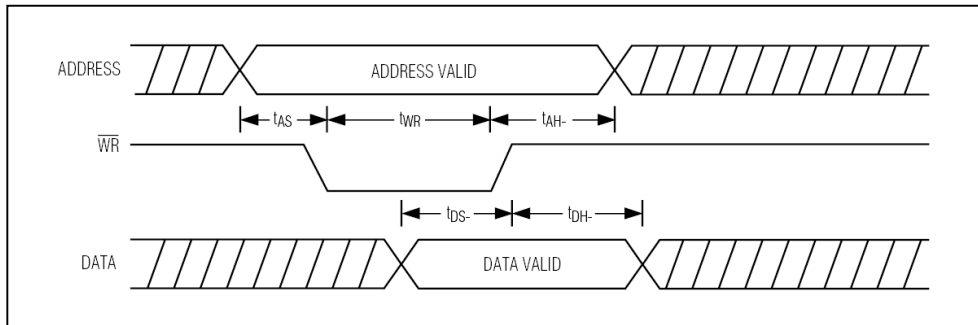 ADDRESS
ADDRESS VALID
tAS
tWR
tAH-
WR
tDS-
tDH-
DATA
DATA VALID